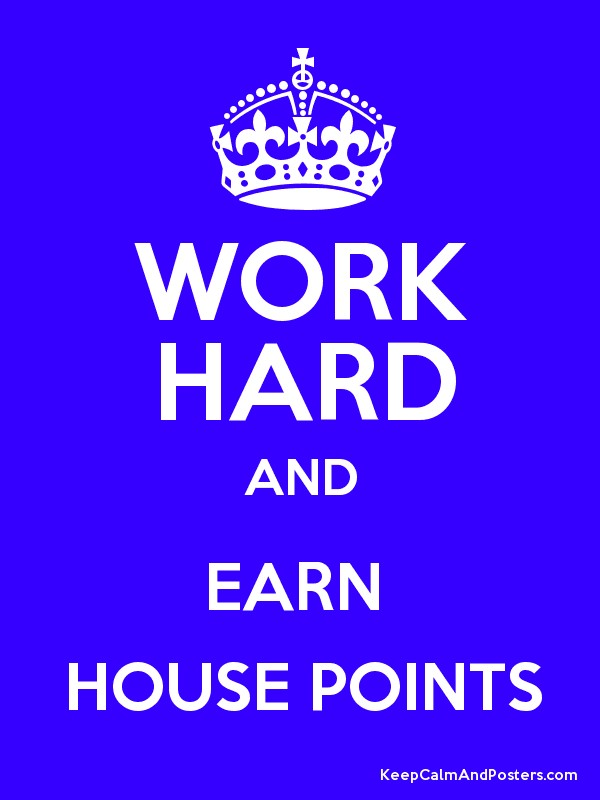 WORK
HARD
AND
EARN
HOUSE POINTS
KeepCalmAndPosters.com